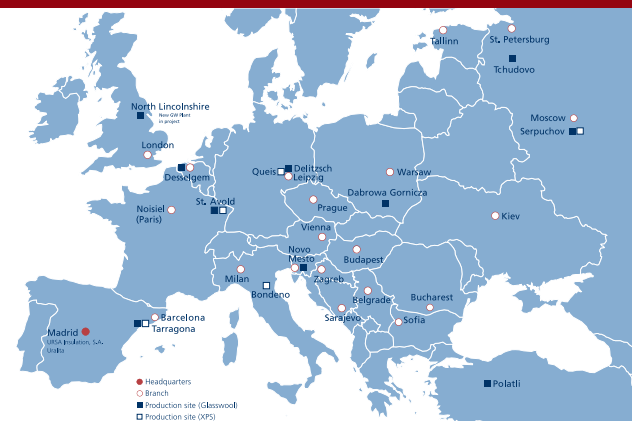 Tallinn
St. Petersburg
Tchudovo
North Lincolnshire
New GW Plant
in project
Moscow
Serpuchov
London
Desselgem
Queis
Delitzsch
Leipzig
Warsaw
Dabrowa Gornicza
St. Avold
Noisiel
(Paris)
Prague
Kiev
Vienna
Novo
Mesto
Budapest
Milan
Zagreb
Bondeno
Belgrade
Bucharest
Sarajevo
Sofia
Barcelona
Tarragona
Madrid
URSA Insulation, S.A.
Uralita
Polatli
Headquarters
Branch
Production site (Glasswool)
Production site (XPS)